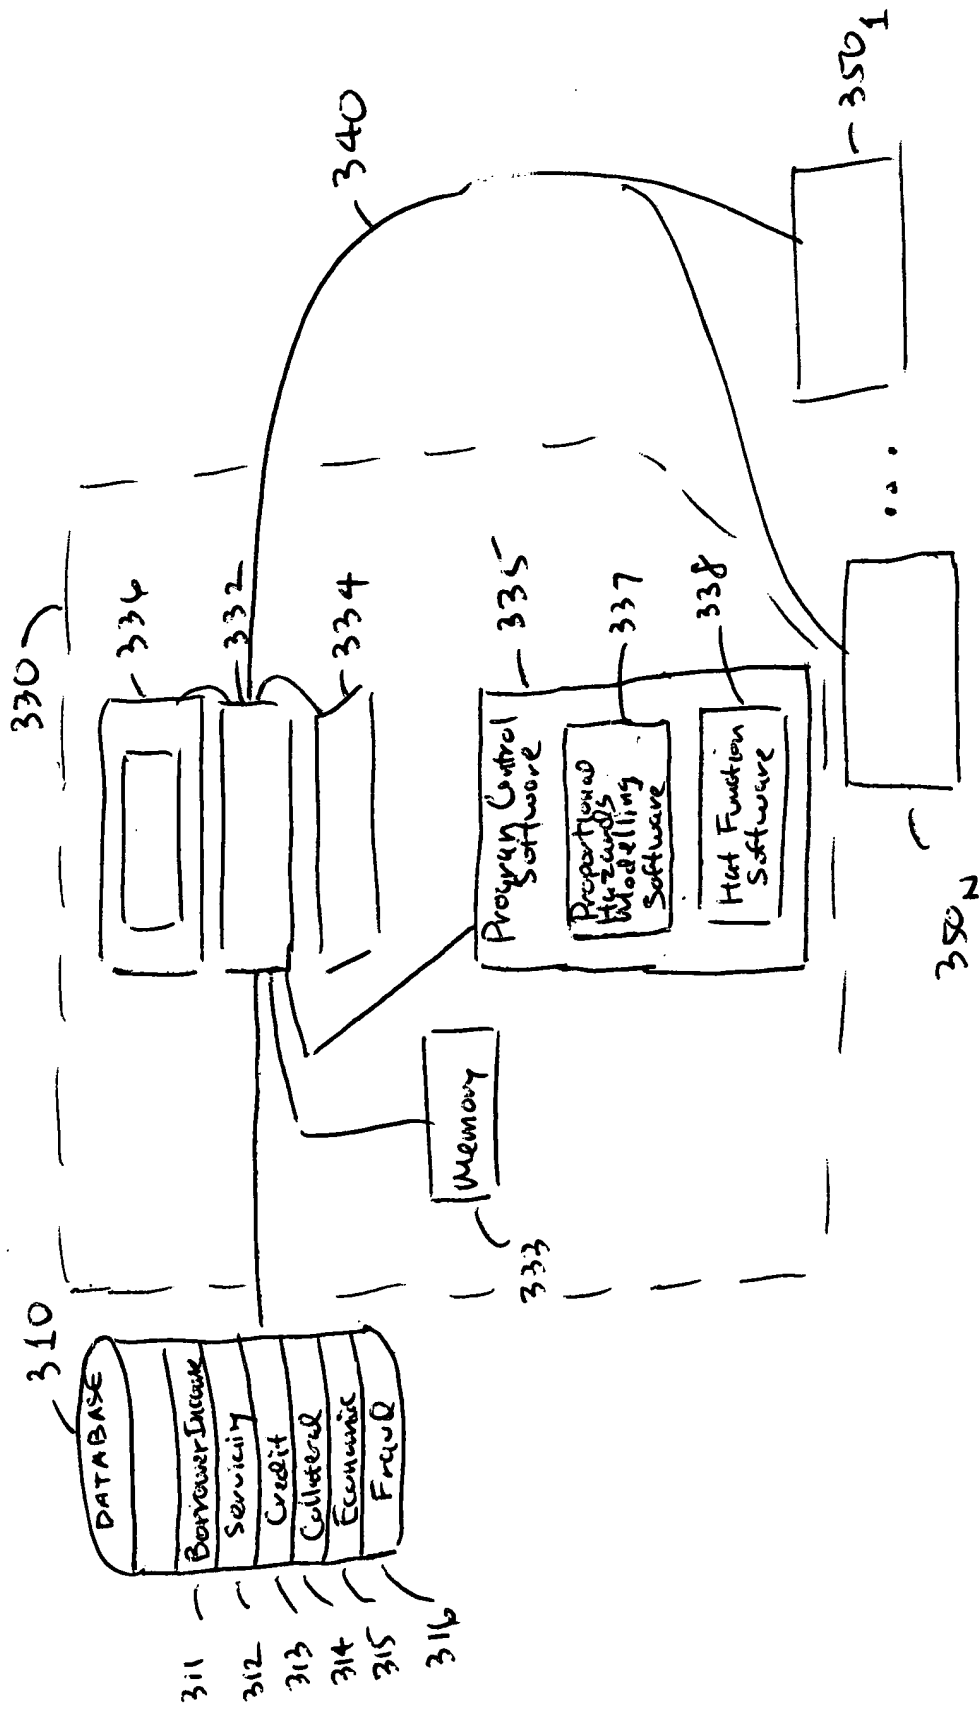 330
310
DATABASE
Borrower Income
Servicing
Credit
Collateral
Economic
Fraud
311
312
313
314
315
316
336
332
334
340
333
Memory
335
Program Control
Software
Proportional
Hazards
Modelling
Software
337
Hat Function
Software
338
...
350N
3501